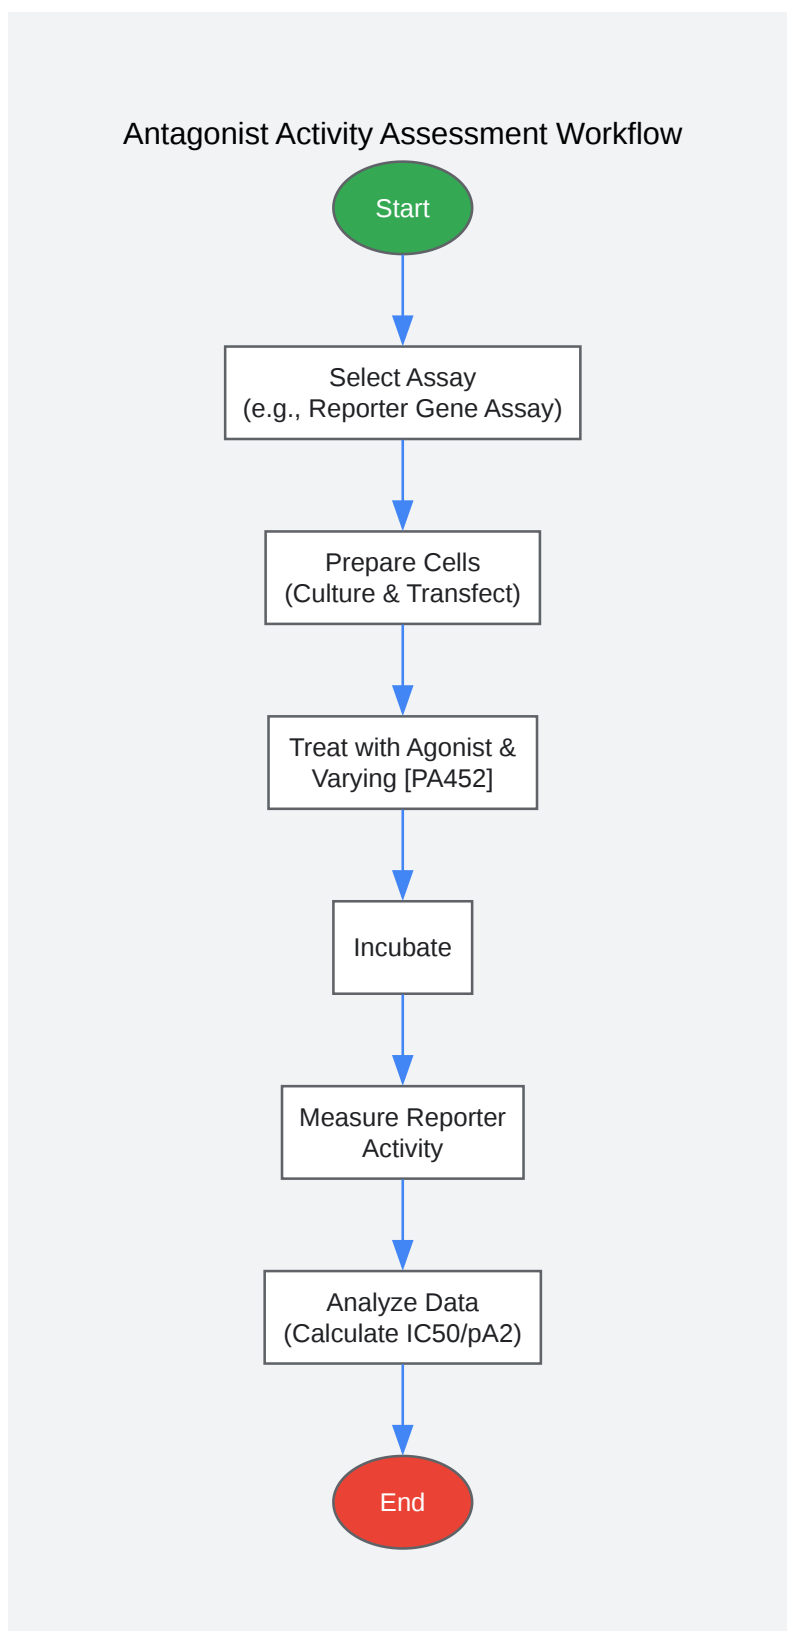 Antagonist Activity Assessment Workflow
Start
Select Assay
(e.g., Reporter Gene Assay)
Prepare Cells
(Culture & Transfect)
Treat with Agonist &
Varying [PA452]
Incubate
Measure Reporter
Activity
Analyze Data
(Calculate IC50/pA2)
End